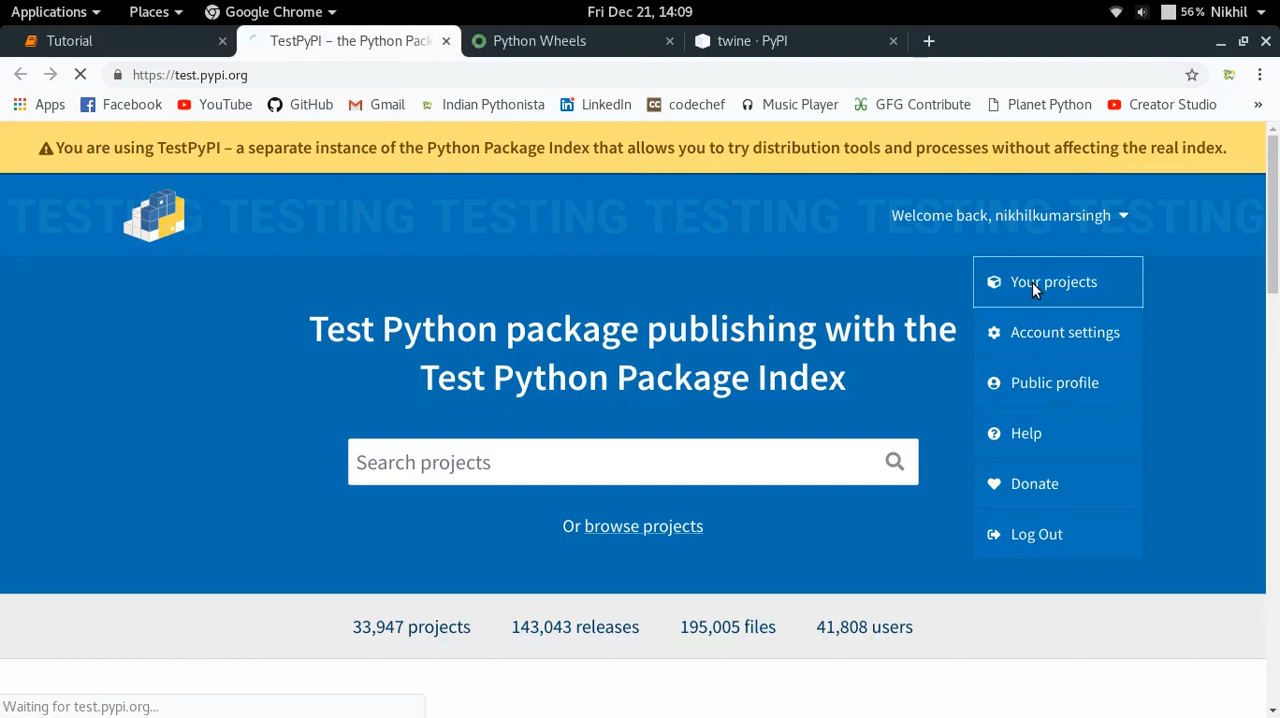 Applications Places Google Chrome Fri Dec 21, 14:09 56% Nikhil
Tutorial TestPyPI – the Python Pack Python Wheels twine · PyPI
https://test.pypi.org
Apps Facebook YouTube GitHub Gmail Indian Pythonista LinkedIn codechef Music Player GFG Contribute Planet Python Creator Studio »
You are using TestPyPI – a separate instance of the Python Package Index that allows you to try distribution tools and processes without affecting the real index.
TESTING TESTING TESTING TESTING TESTING TESTING
Welcome back, nikhilkumarsingh
Your projects
Account settings
Public profile
Help
Donate
Log Out
Test Python package publishing with the
Test Python Package Index
Search projects
Or browse projects
33,947 projects 143,043 releases 195,005 files 41,808 users
Waiting for test.pypi.org...